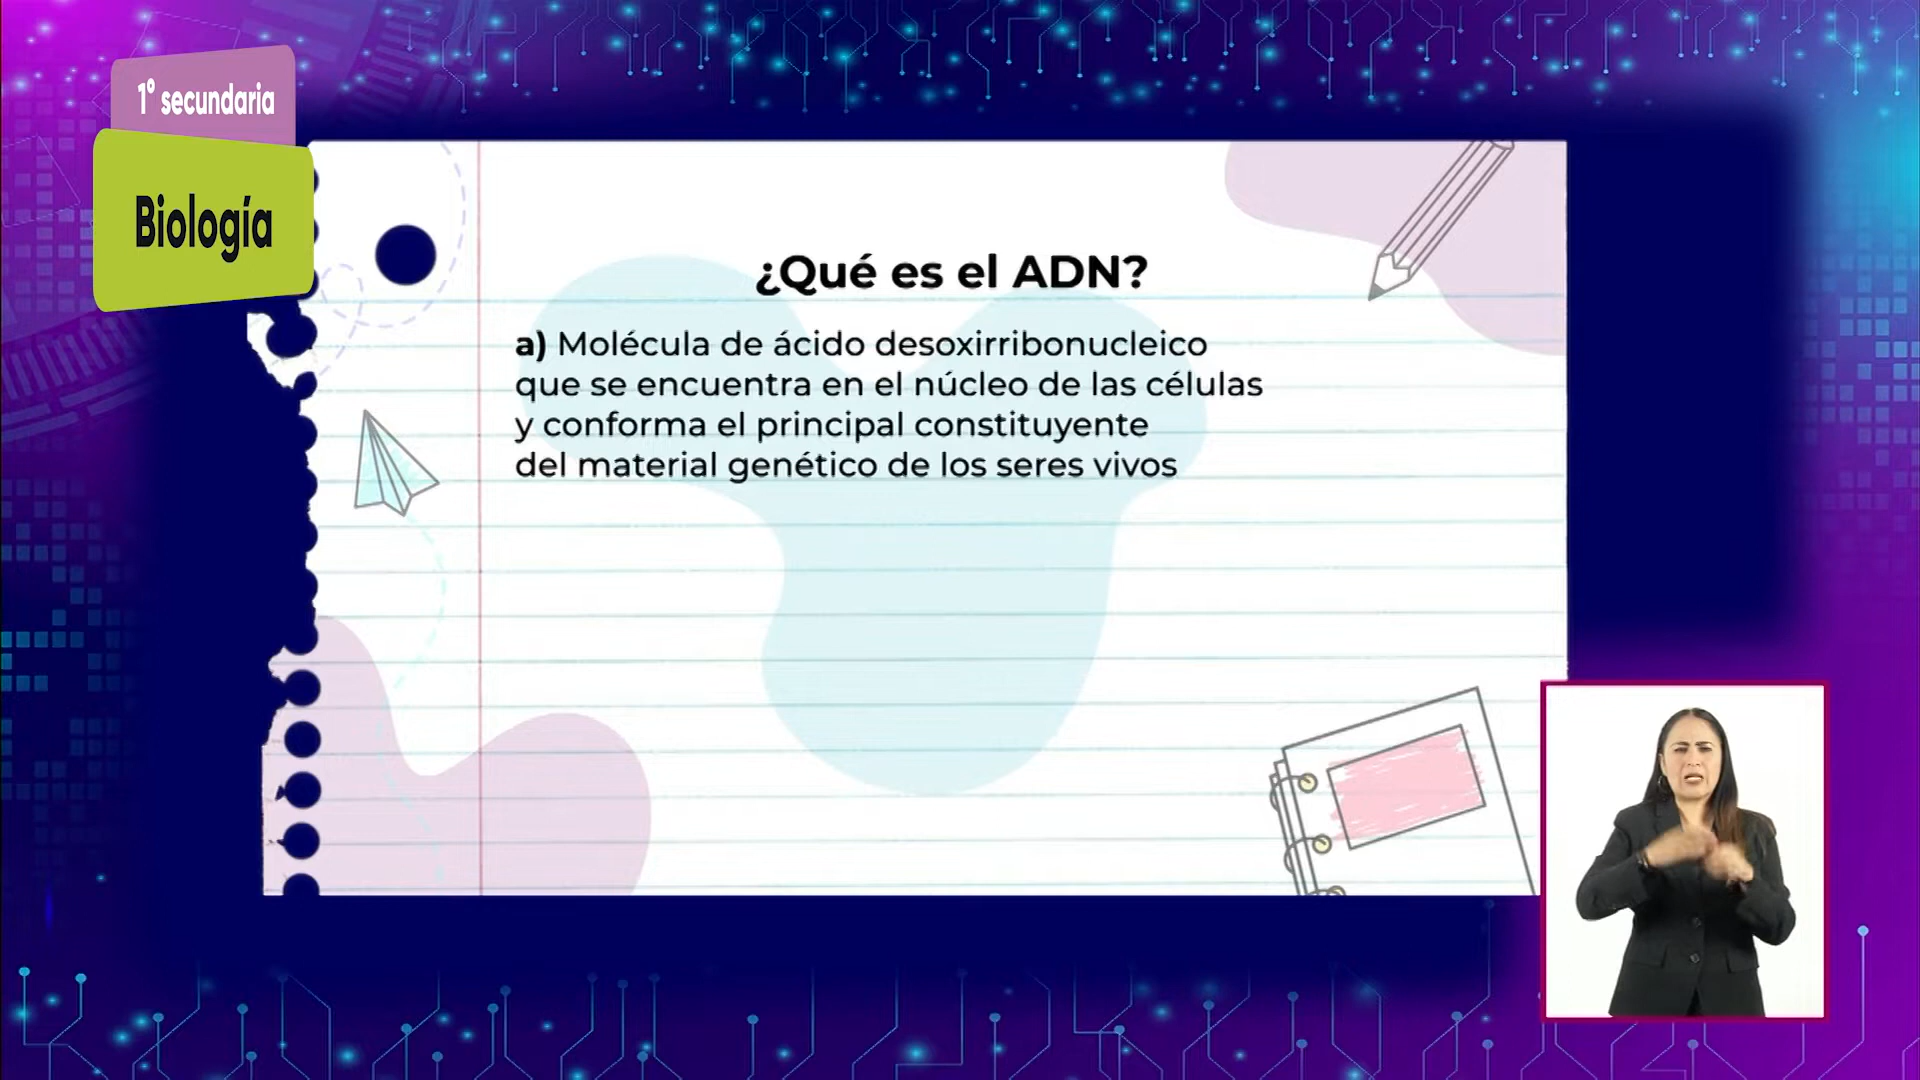 1° secundaria
Biología
¿Qué es el ADN?
a) Molécula de ácido desoxirribonucleico
que se encuentra en el núcleo de las células
y conforma el principal constituyente
del material genético de los seres vivos